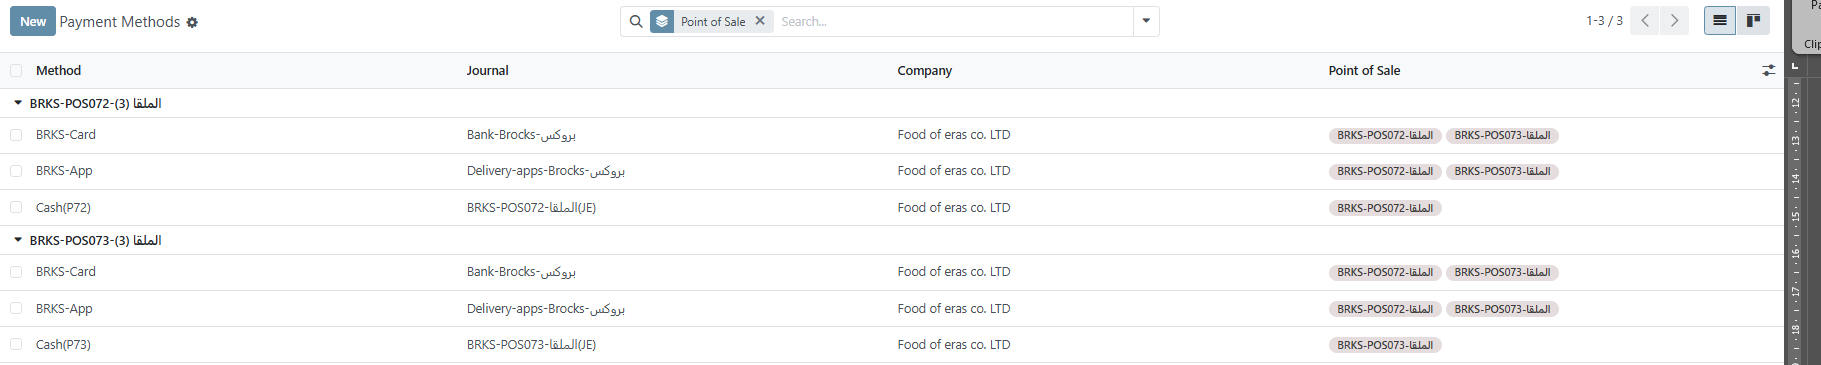 New Payment Methods Point of Sale Search... 1-3 / 3
Method Journal Company Point of Sale
BRKS-POS072-الملقا (3)
BRKS-Card Bank-Brocks-بروكس Food of eras co. LTD BRKS-POS072-الملقا BRKS-POS073-الملقا
BRKS-App Delivery-apps-Brocks-بروكس Food of eras co. LTD BRKS-POS072-الملقا BRKS-POS073-الملقا
Cash(P72) BRKS-POS072-الملقا(JE) Food of eras co. LTD BRKS-POS072-الملقا
BRKS-POS073-الملقا (3)
BRKS-Card Bank-Brocks-بروكس Food of eras co. LTD BRKS-POS072-الملقا BRKS-POS073-الملقا
BRKS-App Delivery-apps-Brocks-بروكس Food of eras co. LTD BRKS-POS072-الملقا BRKS-POS073-الملقا
Cash(P73) BRKS-POS073-الملقا(JE) Food of eras co. LTD BRKS-POS073-الملقا
12
13
14
15
16
17
18